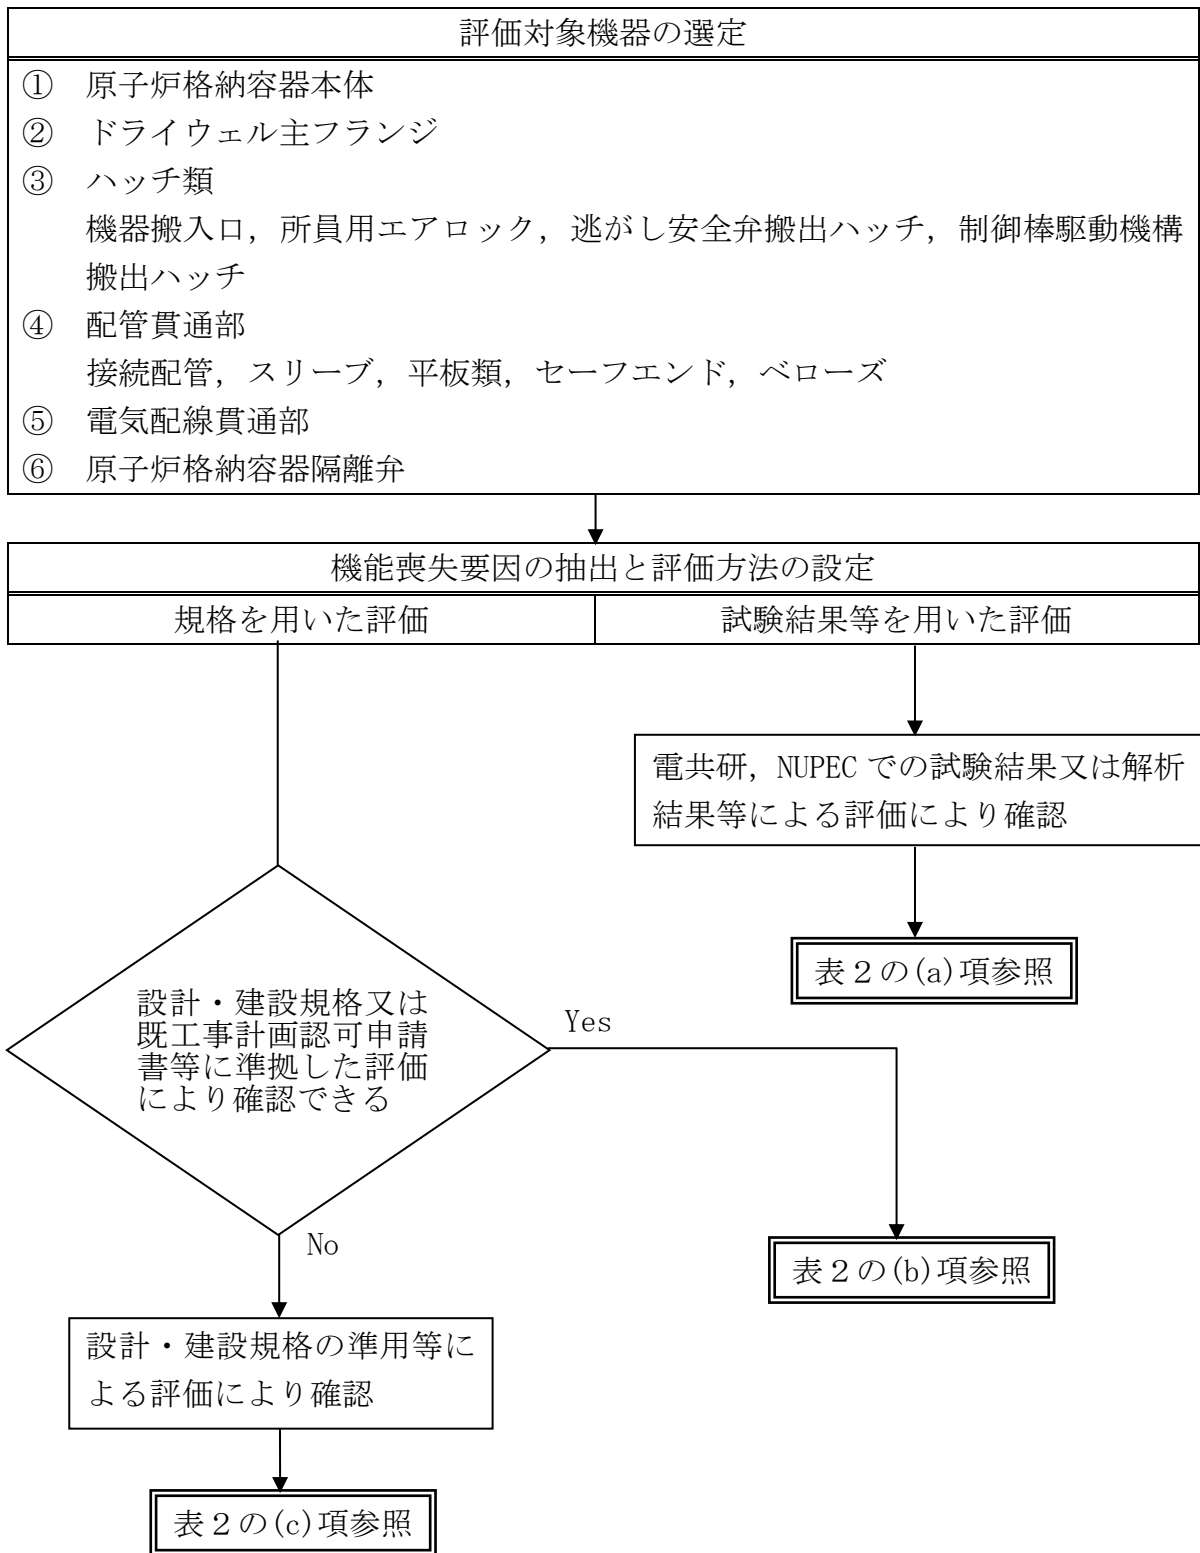 評価対象機器の選定
① 原子炉格納容器本体
② ドライウェル主フランジ
③ ハッチ類
機器搬入口，所員用エアロック，逃がし安全弁搬出ハッチ，制御棒駆動機構
搬出ハッチ
④ 配管貫通部
接続配管，スリーブ，平板類，セーフエンド，ベローズ
⑤ 電気配線貫通部
⑥ 原子炉格納容器隔離弁
機能喪失要因の抽出と評価方法の設定
規格を用いた評価
試験結果等を用いた評価
電共研，NUPEC での試験結果又は解析
結果等による評価により確認
表２の(a)項参照
設計・建設規格又は
既工事計画認可申請
書等に準拠した評価
により確認できる
Yes
表２の(b)項参照
No
設計・建設規格の準用等に
よる評価により確認
表２の(c)項参照